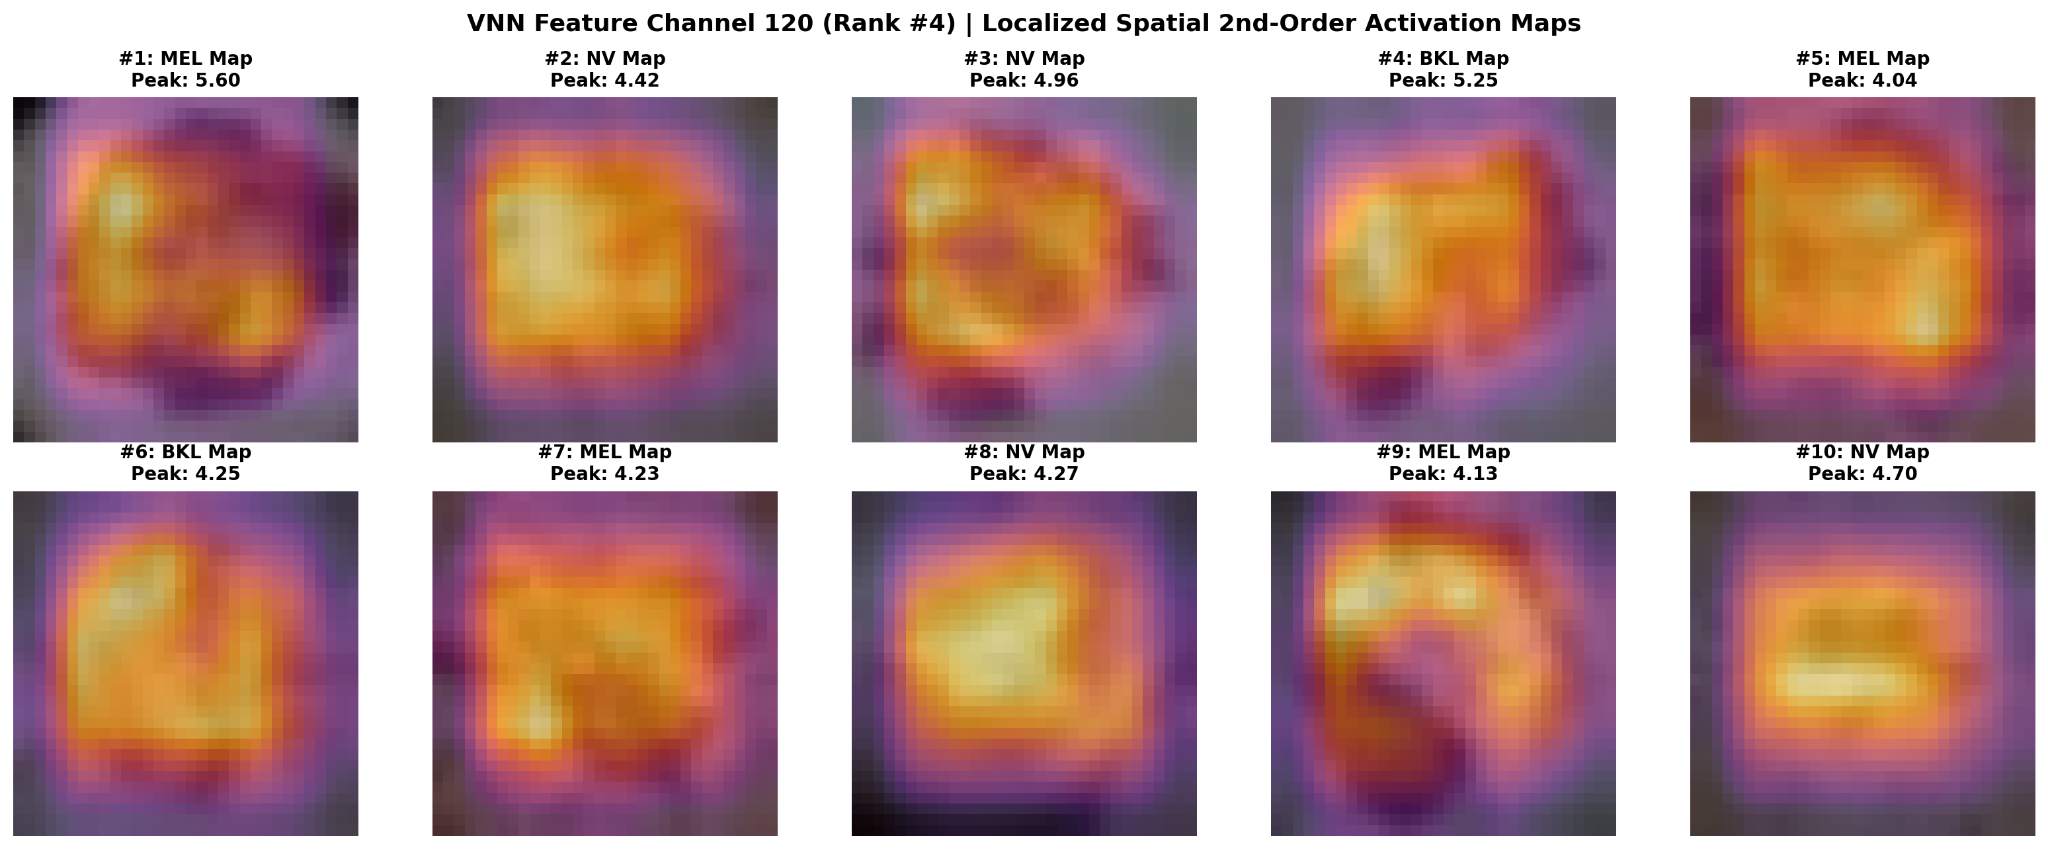 VNN Feature Channel 120 (Rank #4) | Localized Spatial 2nd-Order Activation Maps
#1: MEL Map
Peak: 5.60
#2: NV Map
Peak: 4.42
#3: NV Map
Peak: 4.96
#4: BKL Map
Peak: 5.25
#5: MEL Map
Peak: 4.04
#6: BKL Map
Peak: 4.25
#7: MEL Map
Peak: 4.23
#8: NV Map
Peak: 4.27
#9: MEL Map
Peak: 4.13
#10: NV Map
Peak: 4.70